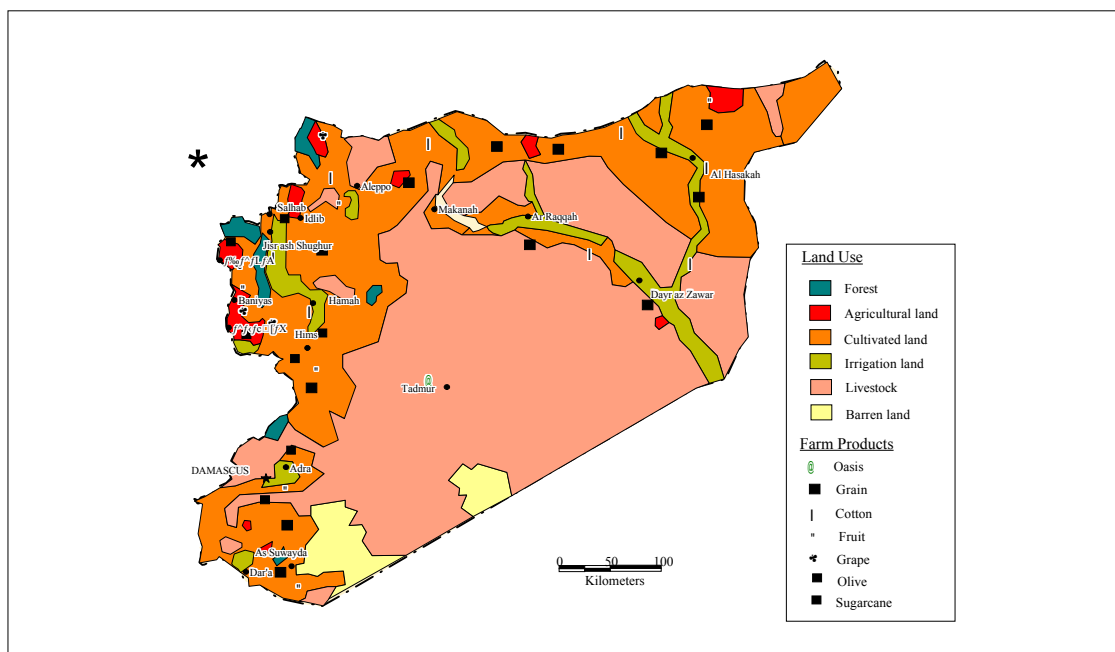 Aleppo
Al Hasakah
Salhab
Idlib
Makanah
Ar Raqqah
Jisr ash Shughur
Baniyas
Hamah
Dayr az Zawar
Hims
Tadmur
DAMASCUS
Adra
As Suwayda
Dar'a
0 50 100
Kilometers
Land Use
Forest
Agricultural land
Cultivated land
Irrigation land
Livestock
Barren land
Farm Products
Oasis
Grain
Cotton
Fruit
Grape
Olive
Sugarcane